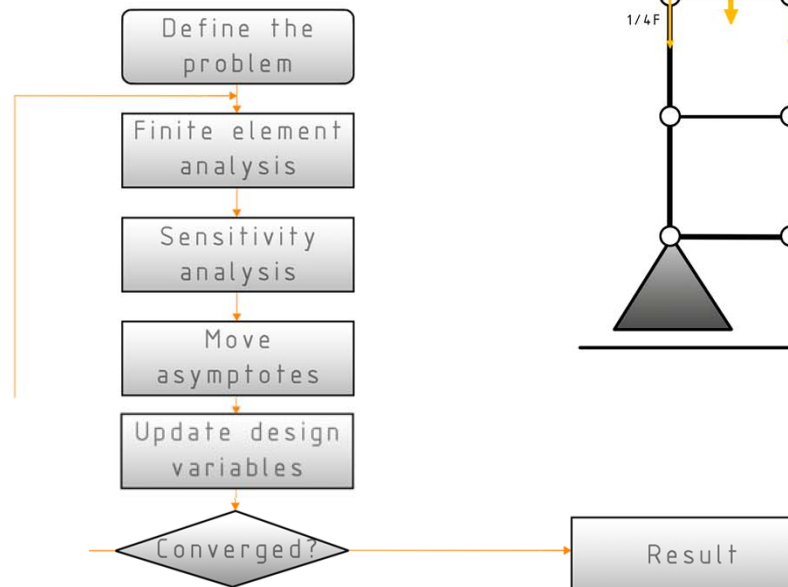 Define the
problem
Finite element
analysis
Sensitivity
analysis
Move
asymptotes
Update design
variables
Converged?
Result
1/4F